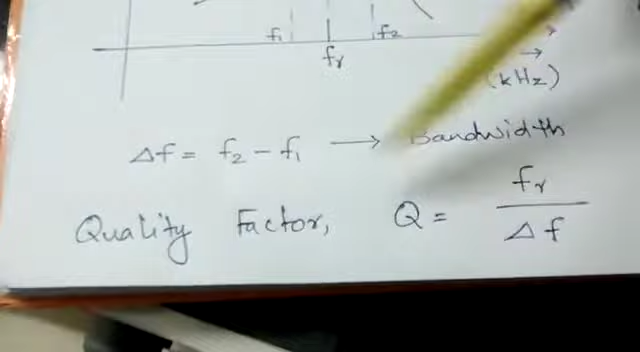 f₁ f₂
fᵣ
(kHz)
Δf = f₂ - f₁ → Bandwidth
Quality Factor, Q = fᵣ / Δf